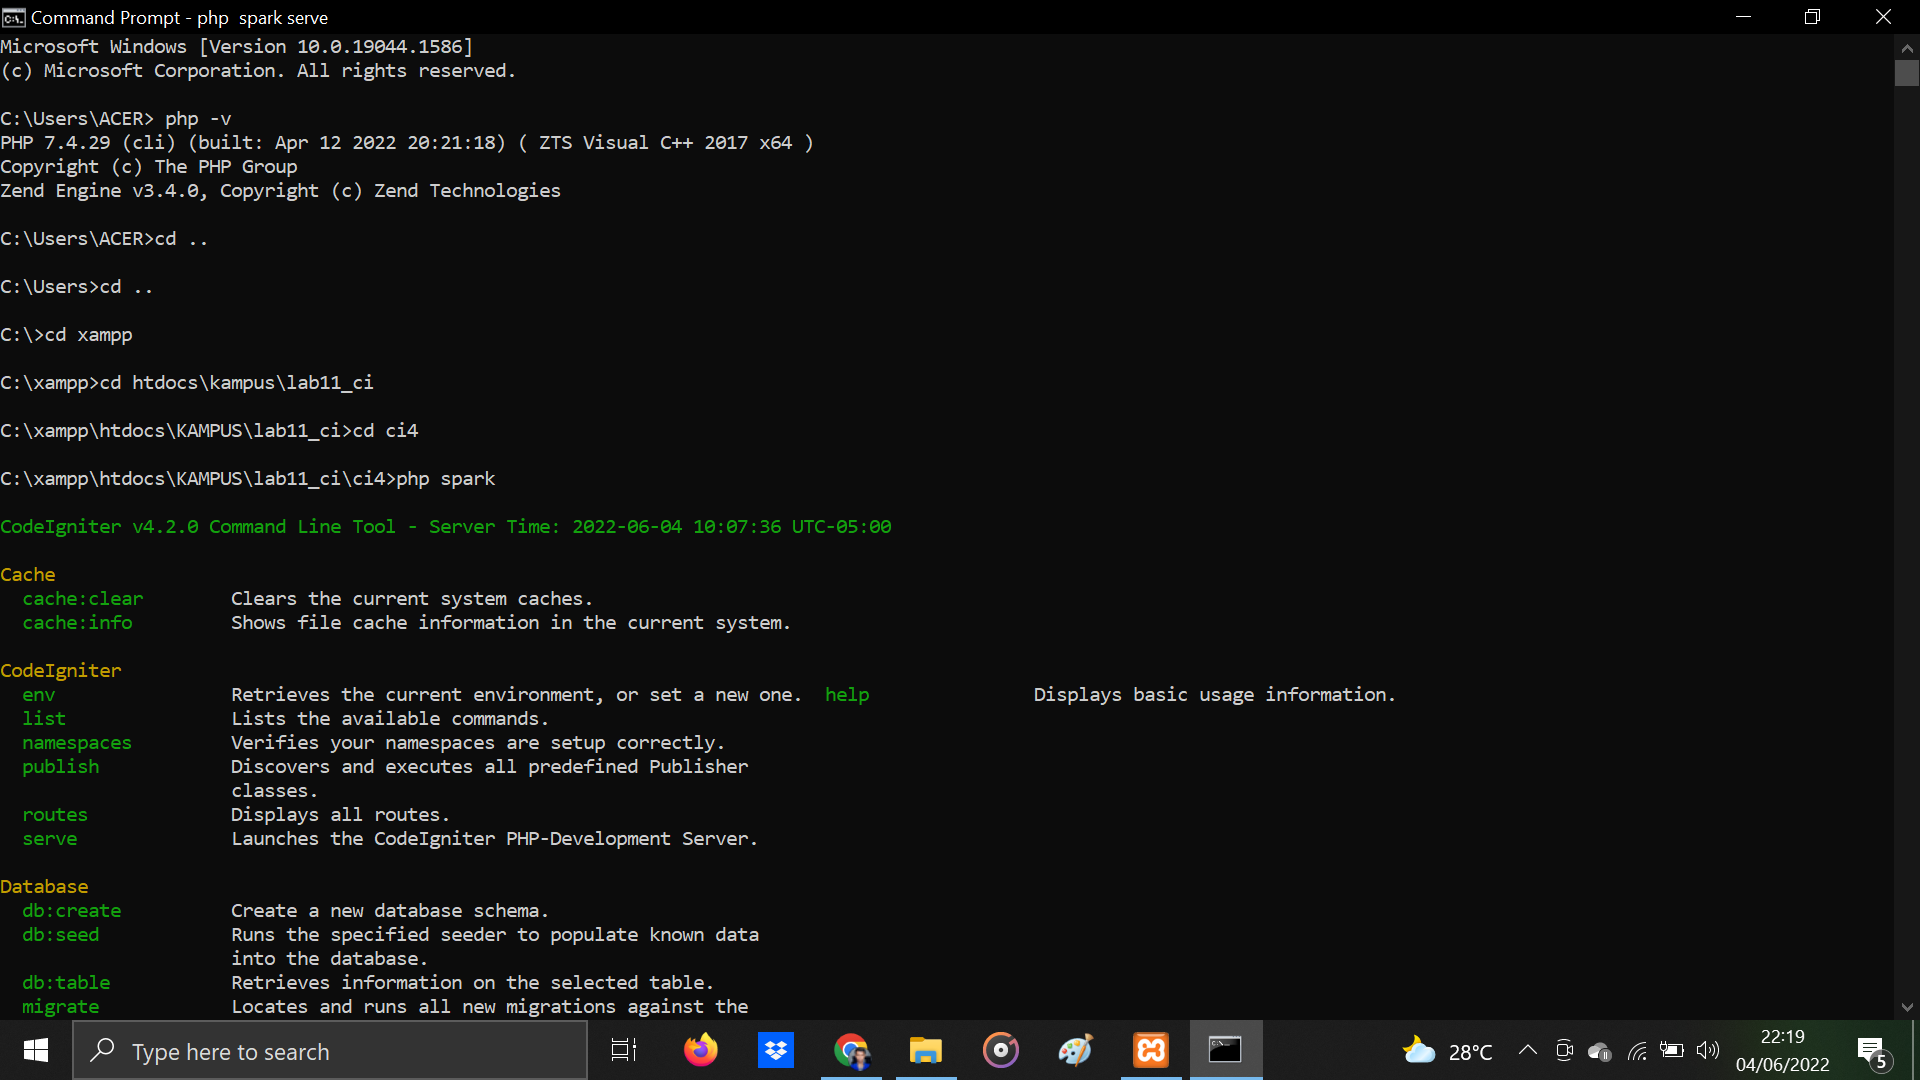 Command Prompt - php  spark serve
Microsoft Windows [Version 10.0.19044.1586]
(c) Microsoft Corporation. All rights reserved.
C:\Users\ACER> php -v
PHP 7.4.29 (cli) (built: Apr 12 2022 20:21:18) ( ZTS Visual C++ 2017 x64 )
Copyright (c) The PHP Group
Zend Engine v3.4.0, Copyright (c) Zend Technologies
C:\Users\ACER>cd ..
C:\Users>cd ..
C:\>cd xampp
C:\xampp>cd htdocs\kampus\lab11_ci
C:\xampp\htdocs\KAMPUS\lab11_ci>cd ci4
C:\xampp\htdocs\KAMPUS\lab11_ci\ci4>php spark
CodeIgniter v4.2.0 Command Line Tool - Server Time: 2022-06-04 10:07:36 UTC-05:00
Cache
  cache:clear        Clears the current system caches.
  cache:info         Shows file cache information in the current system.
CodeIgniter
  env                Retrieves the current environment, or set a new one.  help               Displays basic usage information.
  list               Lists the available commands.
  namespaces         Verifies your namespaces are setup correctly.
  publish            Discovers and executes all predefined Publisher
                     classes.
  routes             Displays all routes.
  serve              Launches the CodeIgniter PHP-Development Server.
Database
  db:create          Create a new database schema.
  db:seed            Runs the specified seeder to populate known data
                     into the database.
  db:table           Retrieves information on the selected table.
  migrate            Locates and runs all new migrations against the
Type here to search
28°C
22:19
04/06/2022
5